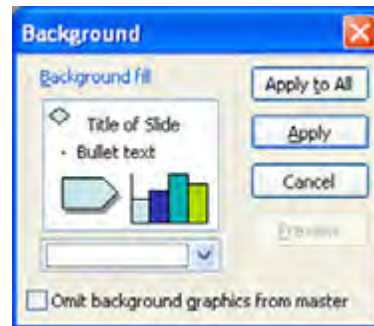 Background
Background fill
Title of Slide
• Bullet text
Apply to All
Apply
Cancel
Preview
Omit background graphics from master